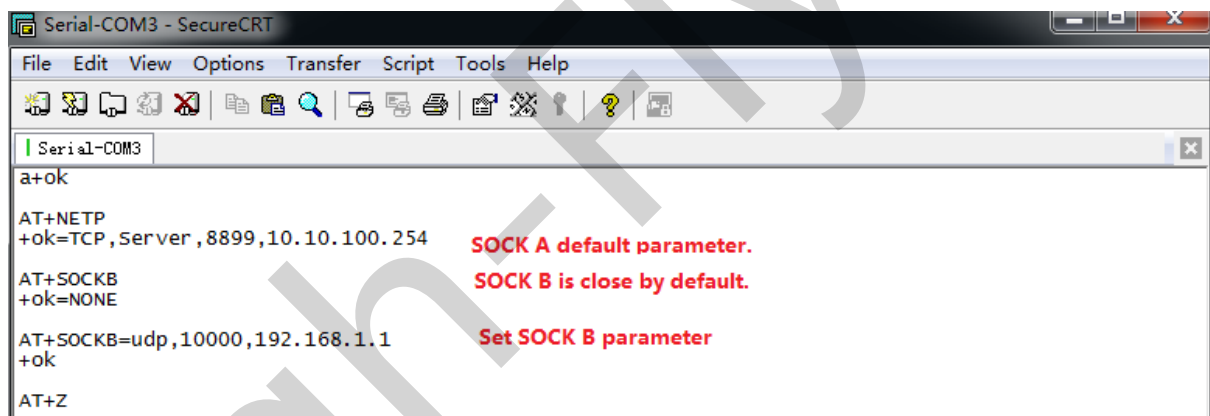 Serial-COM3 - SecureCRT
File Edit View Options Transfer Script Tools Help
Serial-COM3
a+ok
AT+NETP
+ok=TCP,Server,8899,10.10.100.254
SOCK A default parameter.
AT+SOCKB
SOCK B is close by default.
+ok=NONE
AT+SOCKB=udp,10000,192.168.1.1
Set SOCK B parameter
+ok
AT+Z